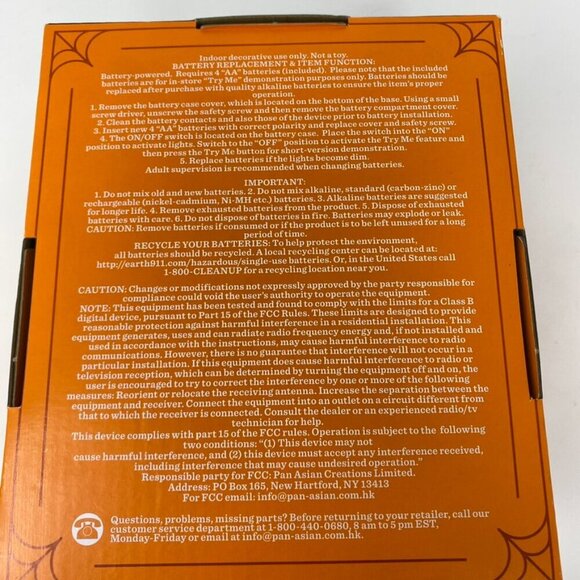 Indoor decorative use only. Not a toy.
BATTERY REPLACEMENT & ITEM FUNCTION:
Battery-powered. Requires 4 "AA" batteries (included). Please note that the included
batteries are for in-store "Try Me" demonstration purposes only. Batteries should be
replaced after purchase with quality alkaline batteries to ensure the item's proper
operation.
1. Remove the battery case cover, which is located on the bottom of the base. Using a small
screw driver, unscrew the safety screw and then remove the battery compartment cover.
2. Clean the battery contacts and also those of the device prior to battery installation.
3. Insert new 4 "AA" batteries with correct polarity and replace cover and safety screw.
4. The ON/OFF switch is located on the battery case. Place the switch into the "ON"
position to activate lights. Switch to the "OFF" position to activate the Try Me feature and
then press the Try Me button for short-version demonstration.
5. Replace batteries if the lights become dim.
Adult supervision is recommended when changing batteries.
IMPORTANT:
1. Do not mix old and new batteries. 2. Do not mix alkaline, standard (carbon-zinc) or
rechargeable (nickel-cadmium, Ni-MH etc.) batteries. 3. Alkaline batteries are suggested
for longer life. 4. Remove exhausted batteries from the product. 5. Dispose of exhausted
batteries with care. 6. Do not dispose of batteries in fire. Batteries may explode or leak.
CAUTION: Remove batteries if consumed or if the product is to be left unused for a long
period of time.
RECYCLE YOUR BATTERIES: To help protect the environment,
all batteries should be recycled. A local recycling center can be located at:
http://earth911.com/hazardous/single-use batteries. Or, in the United States call
1-800-CLEANUP for a recycling location near you.
CAUTION: Changes or modifications not expressly approved by the party responsible for
compliance could void the user's authority to operate the equipment.
NOTE: This equipment has been tested and found to comply with the limits for a Class B
digital device, pursuant to Part 15 of the FCC Rules. These limits are designed to provide
reasonable protection against harmful interference in a residential installation. This
equipment generates, uses and can radiate radio frequency energy and, if not installed and
used in accordance with the instructions, may cause harmful interference to radio
communications. However, there is no guarantee that interference will not occur in a
particular installation. If this equipment does cause harmful interference to radio or
television reception, which can be determined by turning the equipment off and on, the
user is encouraged to try to correct the interference by one or more of the following
measures: Reorient or relocate the receiving antenna. Increase the separation between the
equipment and receiver. Connect the equipment into an outlet on a circuit different from
that to which the receiver is connected. Consult the dealer or an experienced radio/tv
technician for help.
This device complies with part 15 of the FCC rules. Operation is subject to the following
two conditions: "(1) This device may not
cause harmful interference, and (2) this device must accept any interference received,
including interference that may cause undesired operation."
Responsible party for FCC: Pan Asian Creations Limited.
Address: PO BOX 165, New Hartford, NY 13413
For FCC email: info@pan-asian.com.hk
Questions, problems, missing parts? Before returning to your retailer, call our
customer service department at 1-800-440-0680, 8 am to 5 pm EST,
Monday-Friday or email at info@pan-asian.com.hk.